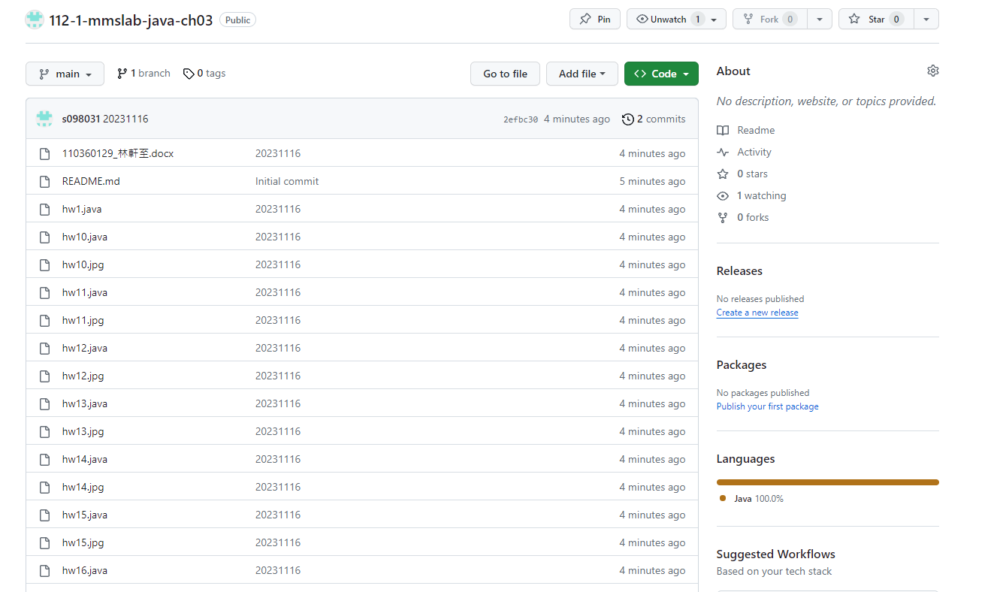 112-1-mmslab-java-ch03 Public Pin Unwatch 1 Fork 0 Star 0
main 1 branch 0 tags Go to file Add file Code
s098031 20231116 2efbc30 4 minutes ago 2 commits
110360129_林軒至.docx 20231116 4 minutes ago
README.md Initial commit 5 minutes ago
hw1.java 20231116 4 minutes ago
hw10.java 20231116 4 minutes ago
hw10.jpg 20231116 4 minutes ago
hw11.java 20231116 4 minutes ago
hw11.jpg 20231116 4 minutes ago
hw12.java 20231116 4 minutes ago
hw12.jpg 20231116 4 minutes ago
hw13.java 20231116 4 minutes ago
hw13.jpg 20231116 4 minutes ago
hw14.java 20231116 4 minutes ago
hw14.jpg 20231116 4 minutes ago
hw15.java 20231116 4 minutes ago
hw15.jpg 20231116 4 minutes ago
hw16.java 20231116 4 minutes ago
About
No description, website, or topics provided.
Readme
Activity
0 stars
1 watching
0 forks
Releases
No releases published
Create a new release
Packages
No packages published
Publish your first package
Languages
Java 100.0%
Suggested Workflows
Based on your tech stack